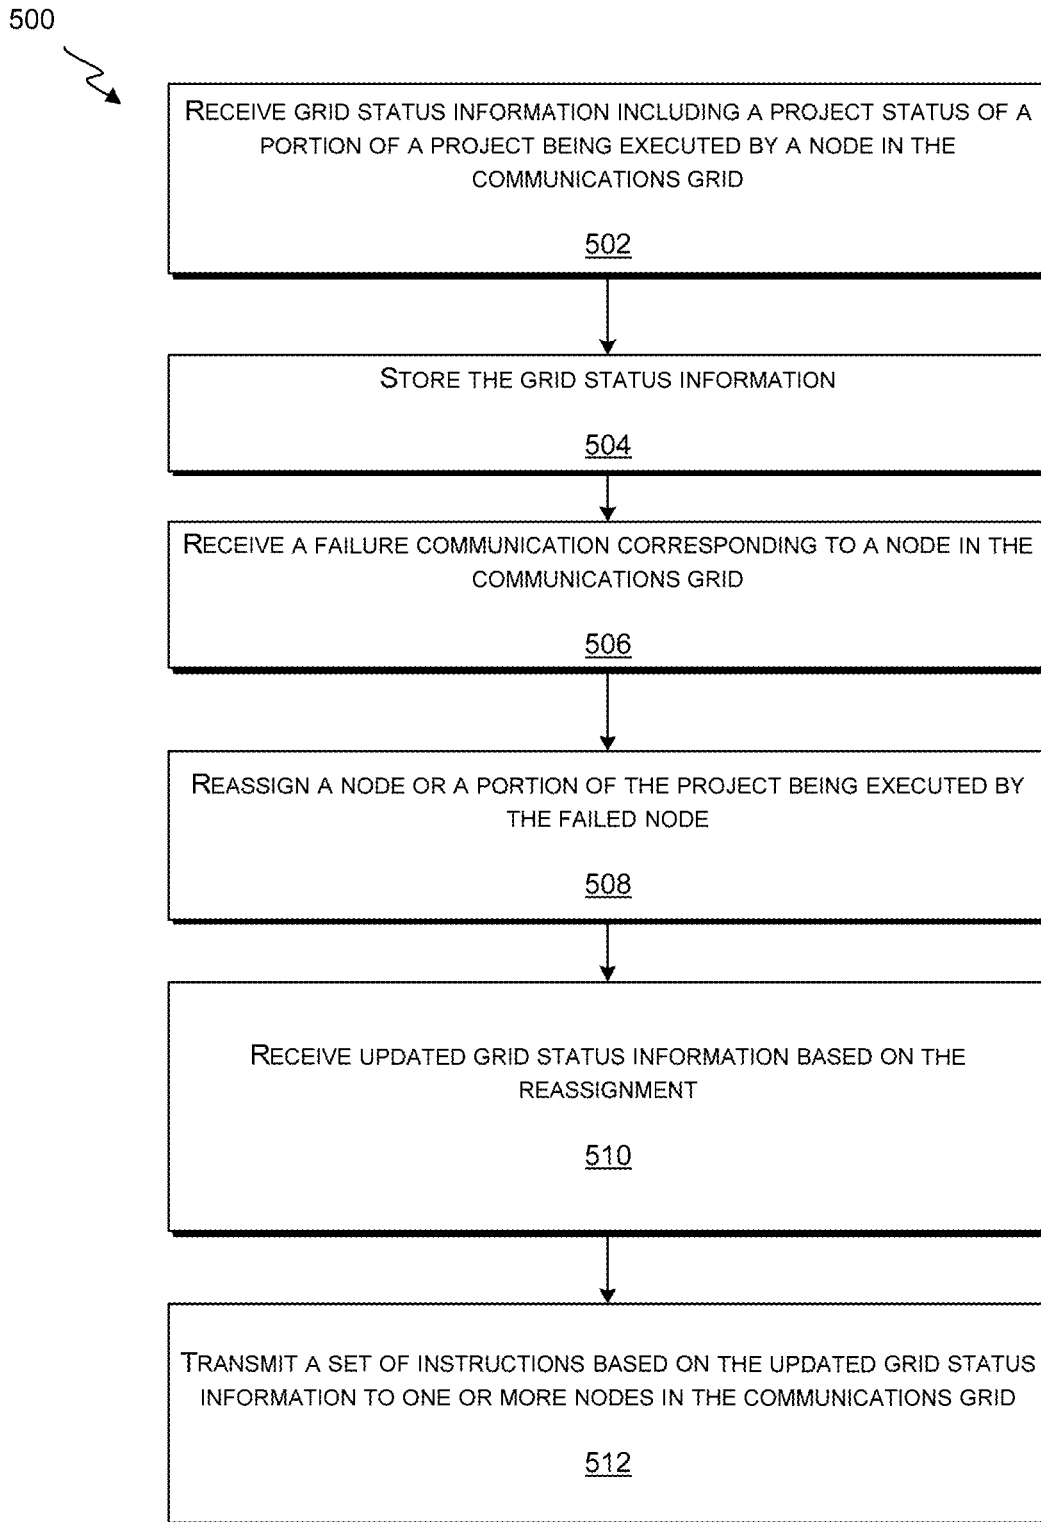 500
RECEIVE GRID STATUS INFORMATION INCLUDING A PROJECT STATUS OF A
PORTION OF A PROJECT BEING EXECUTED BY A NODE IN THE
COMMUNICATIONS GRID
502
STORE THE GRID STATUS INFORMATION
504
RECEIVE A FAILURE COMMUNICATION CORRESPONDING TO A NODE IN THE
COMMUNICATIONS GRID
506
REASSIGN A NODE OR A PORTION OF THE PROJECT BEING EXECUTED BY
THE FAILED NODE
508
RECEIVE UPDATED GRID STATUS INFORMATION BASED ON THE
REASSIGNMENT
510
TRANSMIT A SET OF INSTRUCTIONS BASED ON THE UPDATED GRID STATUS
INFORMATION TO ONE OR MORE NODES IN THE COMMUNICATIONS GRID
512